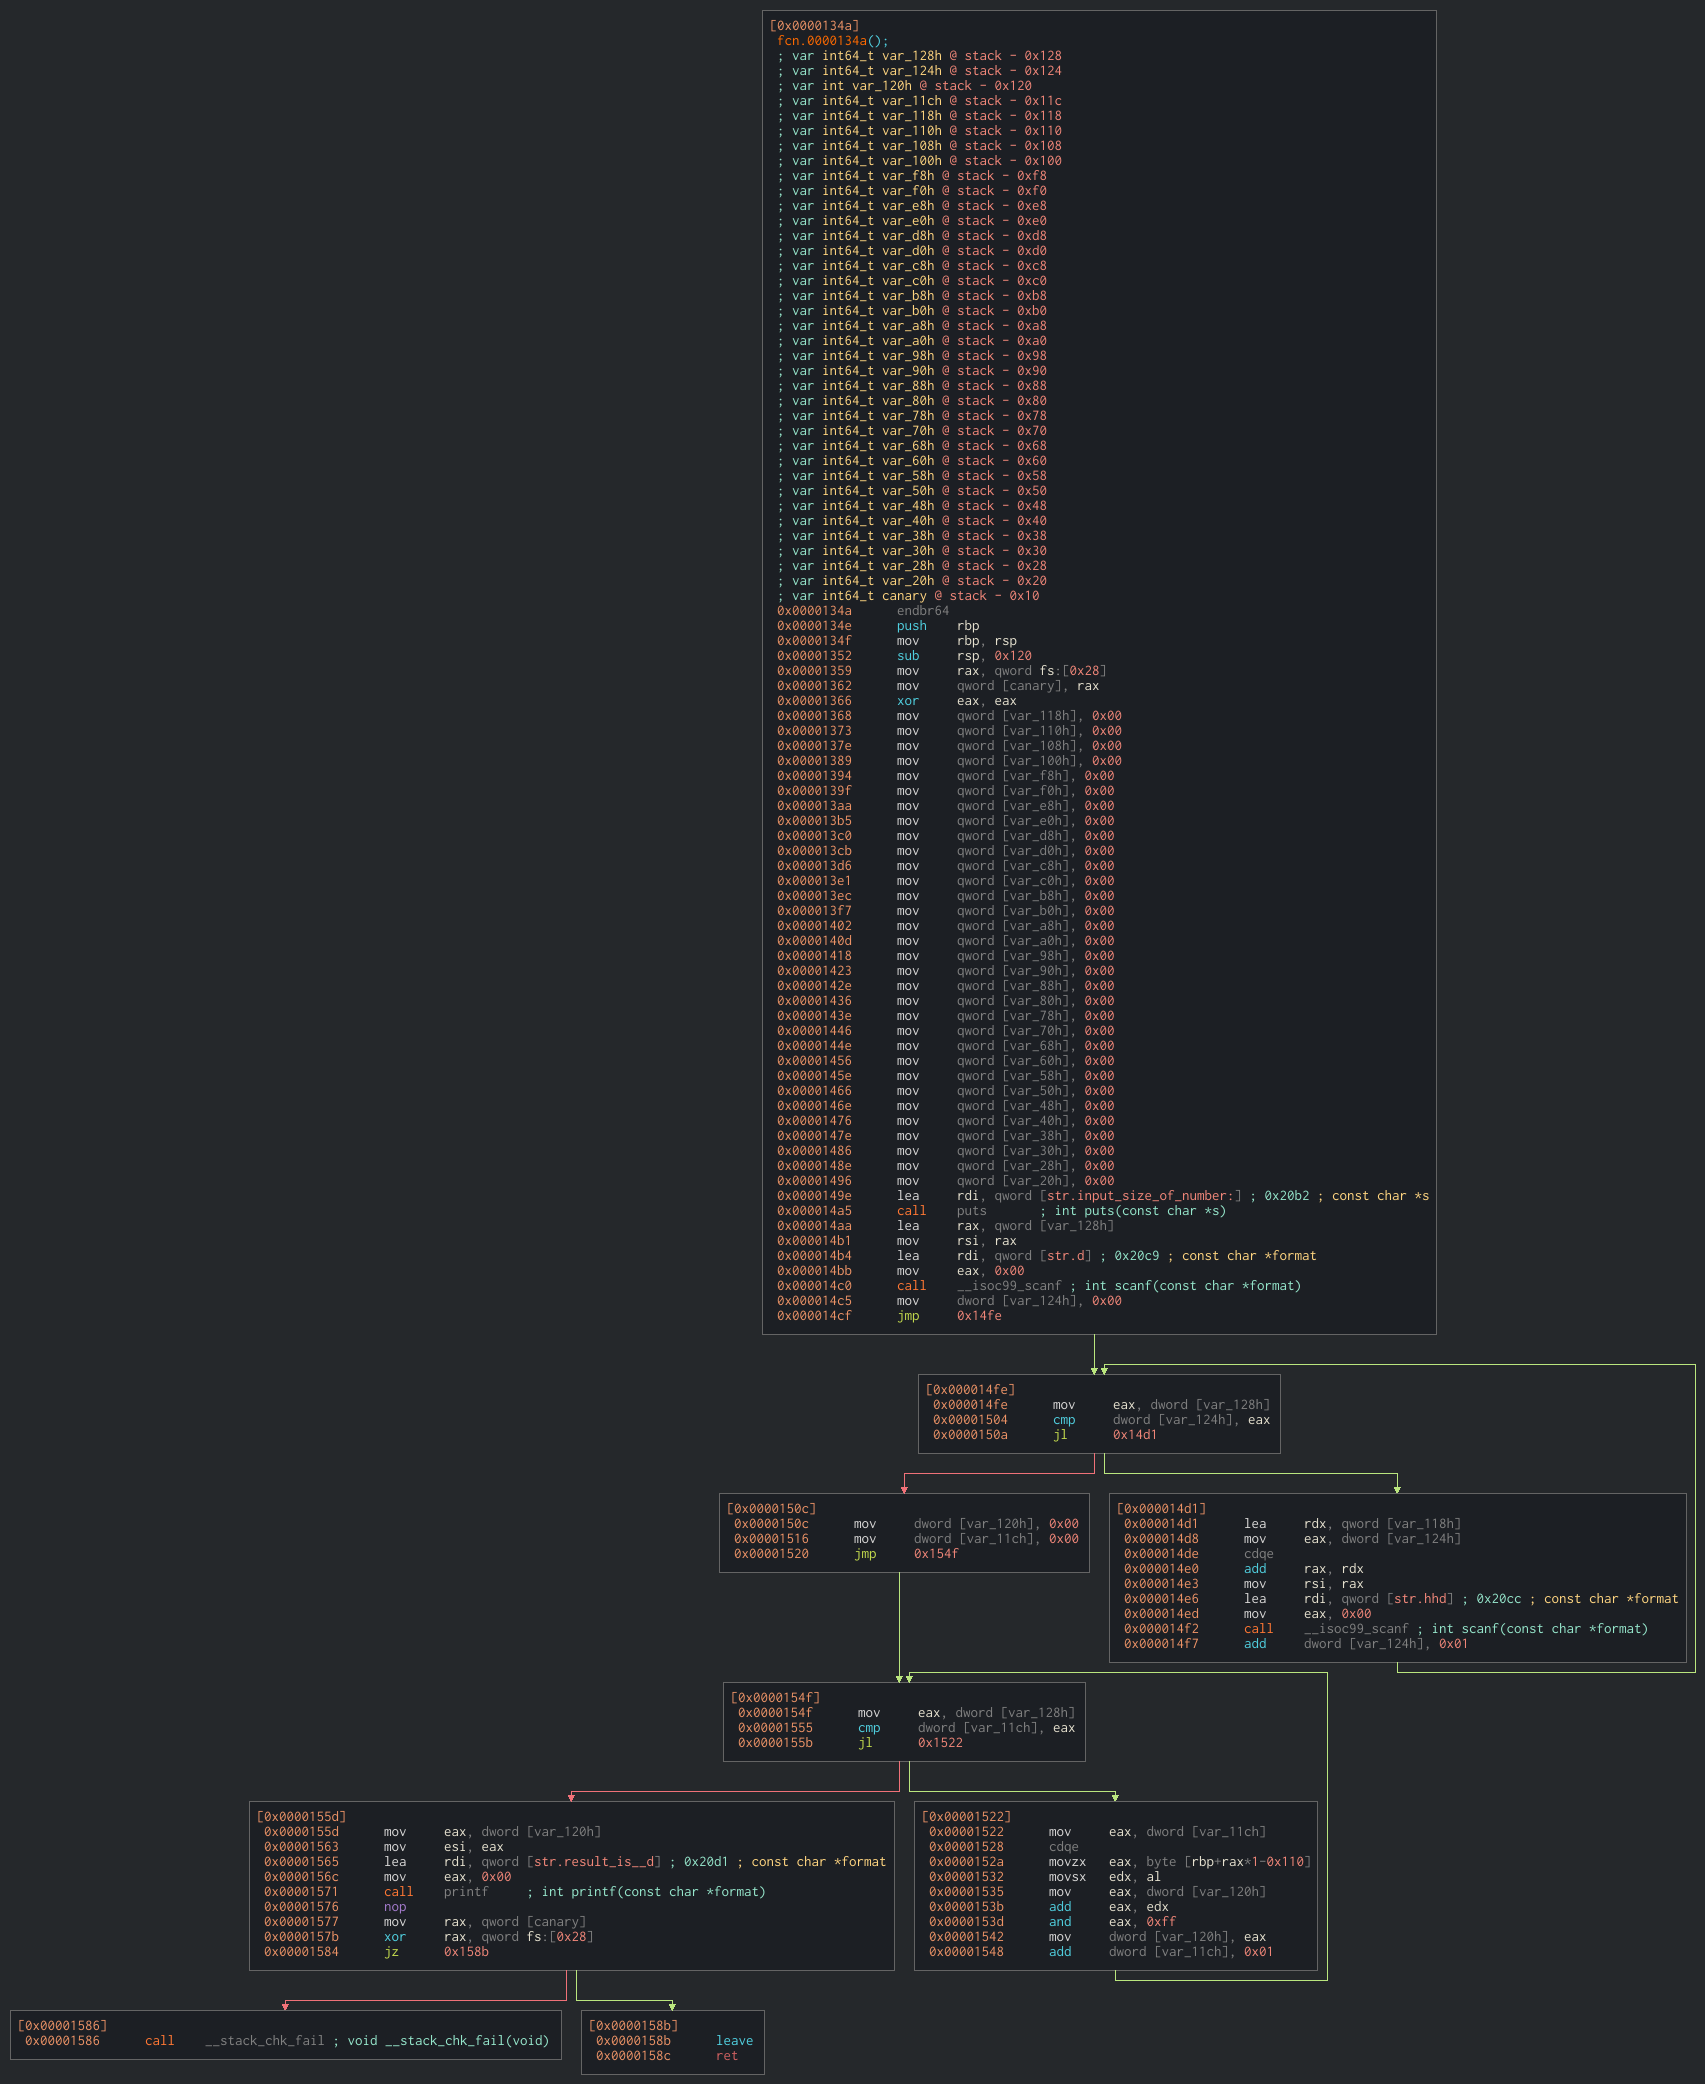 [0x0000134a]
fcn.0000134a();
; var int64_t var_128h @ stack - 0x128
; var int64_t var_124h @ stack - 0x124
; var int var_120h @ stack - 0x120
; var int64_t var_11ch @ stack - 0x11c
; var int64_t var_118h @ stack - 0x118
; var int64_t var_110h @ stack - 0x110
; var int64_t var_108h @ stack - 0x108
; var int64_t var_100h @ stack - 0x100
; var int64_t var_f8h @ stack - 0xf8
; var int64_t var_f0h @ stack - 0xf0
; var int64_t var_e8h @ stack - 0xe8
; var int64_t var_e0h @ stack - 0xe0
; var int64_t var_d8h @ stack - 0xd8
; var int64_t var_d0h @ stack - 0xd0
; var int64_t var_c8h @ stack - 0xc8
; var int64_t var_c0h @ stack - 0xc0
; var int64_t var_b8h @ stack - 0xb8
; var int64_t var_b0h @ stack - 0xb0
; var int64_t var_a8h @ stack - 0xa8
; var int64_t var_a0h @ stack - 0xa0
; var int64_t var_98h @ stack - 0x98
; var int64_t var_90h @ stack - 0x90
; var int64_t var_88h @ stack - 0x88
; var int64_t var_80h @ stack - 0x80
; var int64_t var_78h @ stack - 0x78
; var int64_t var_70h @ stack - 0x70
; var int64_t var_68h @ stack - 0x68
; var int64_t var_60h @ stack - 0x60
; var int64_t var_58h @ stack - 0x58
; var int64_t var_50h @ stack - 0x50
; var int64_t var_48h @ stack - 0x48
; var int64_t var_40h @ stack - 0x40
; var int64_t var_38h @ stack - 0x38
; var int64_t var_30h @ stack - 0x30
; var int64_t var_28h @ stack - 0x28
; var int64_t var_20h @ stack - 0x20
; var int64_t canary @ stack - 0x10
0x0000134a endbr64
0x0000134e push rbp
0x0000134f mov rbp, rsp
0x00001352 sub rsp, 0x120
0x00001359 mov rax, qword fs:[0x28]
0x00001362 mov qword [canary], rax
0x00001366 xor eax, eax
0x00001368 mov qword [var_118h], 0x00
0x00001373 mov qword [var_110h], 0x00
0x0000137e mov qword [var_108h], 0x00
0x00001389 mov qword [var_100h], 0x00
0x00001394 mov qword [var_f8h], 0x00
0x0000139f mov qword [var_f0h], 0x00
0x000013aa mov qword [var_e8h], 0x00
0x000013b5 mov qword [var_e0h], 0x00
0x000013c0 mov qword [var_d8h], 0x00
0x000013cb mov qword [var_d0h], 0x00
0x000013d6 mov qword [var_c8h], 0x00
0x000013e1 mov qword [var_c0h], 0x00
0x000013ec mov qword [var_b8h], 0x00
0x000013f7 mov qword [var_b0h], 0x00
0x00001402 mov qword [var_a8h], 0x00
0x0000140d mov qword [var_a0h], 0x00
0x00001418 mov qword [var_98h], 0x00
0x00001423 mov qword [var_90h], 0x00
0x0000142e mov qword [var_88h], 0x00
0x00001436 mov qword [var_80h], 0x00
0x0000143e mov qword [var_78h], 0x00
0x00001446 mov qword [var_70h], 0x00
0x0000144e mov qword [var_68h], 0x00
0x00001456 mov qword [var_60h], 0x00
0x0000145e mov qword [var_58h], 0x00
0x00001466 mov qword [var_50h], 0x00
0x0000146e mov qword [var_48h], 0x00
0x00001476 mov qword [var_40h], 0x00
0x0000147e mov qword [var_38h], 0x00
0x00001486 mov qword [var_30h], 0x00
0x0000148e mov qword [var_28h], 0x00
0x00001496 mov qword [var_20h], 0x00
0x0000149e lea rdi, qword [str.input_size_of_number:] ; 0x20b2 ; const char *s
0x000014a5 call puts ; int puts(const char *s)
0x000014aa lea rax, qword [var_128h]
0x000014b1 mov rsi, rax
0x000014b4 lea rdi, qword [str.d] ; 0x20c9 ; const char *format
0x000014bb mov eax, 0x00
0x000014c0 call __isoc99_scanf ; int scanf(const char *format)
0x000014c5 mov dword [var_124h], 0x00
0x000014cf jmp 0x14fe
[0x000014fe]
0x000014fe mov eax, dword [var_128h]
0x00001504 cmp dword [var_124h], eax
0x0000150a jl 0x14d1
[0x0000150c]
0x0000150c mov dword [var_120h], 0x00
0x00001516 mov dword [var_11ch], 0x00
0x00001520 jmp 0x154f
[0x000014d1]
0x000014d1 lea rdx, qword [var_118h]
0x000014d8 mov eax, dword [var_124h]
0x000014de cdqe
0x000014e0 add rax, rdx
0x000014e3 mov rsi, rax
0x000014e6 lea rdi, qword [str.hhd] ; 0x20cc ; const char *format
0x000014ed mov eax, 0x00
0x000014f2 call __isoc99_scanf ; int scanf(const char *format)
0x000014f7 add dword [var_124h], 0x01
[0x0000154f]
0x0000154f mov eax, dword [var_128h]
0x00001555 cmp dword [var_11ch], eax
0x0000155b jl 0x1522
[0x0000155d]
0x0000155d mov eax, dword [var_120h]
0x00001563 mov esi, eax
0x00001565 lea rdi, qword [str.result_is__d] ; 0x20d1 ; const char *format
0x0000156c mov eax, 0x00
0x00001571 call printf ; int printf(const char *format)
0x00001576 nop
0x00001577 mov rax, qword [canary]
0x0000157b xor rax, qword fs:[0x28]
0x00001584 jz 0x158b
[0x00001522]
0x00001522 mov eax, dword [var_11ch]
0x00001528 cdqe
0x0000152a movzx eax, byte [rbp+rax*1-0x110]
0x00001532 movsx edx, al
0x00001535 mov eax, dword [var_120h]
0x0000153b add eax, edx
0x0000153d and eax, 0xff
0x00001542 mov dword [var_120h], eax
0x00001548 add dword [var_11ch], 0x01
[0x00001586]
0x00001586 call __stack_chk_fail ; void __stack_chk_fail(void)
[0x0000158b]
0x0000158b leave
0x0000158c ret